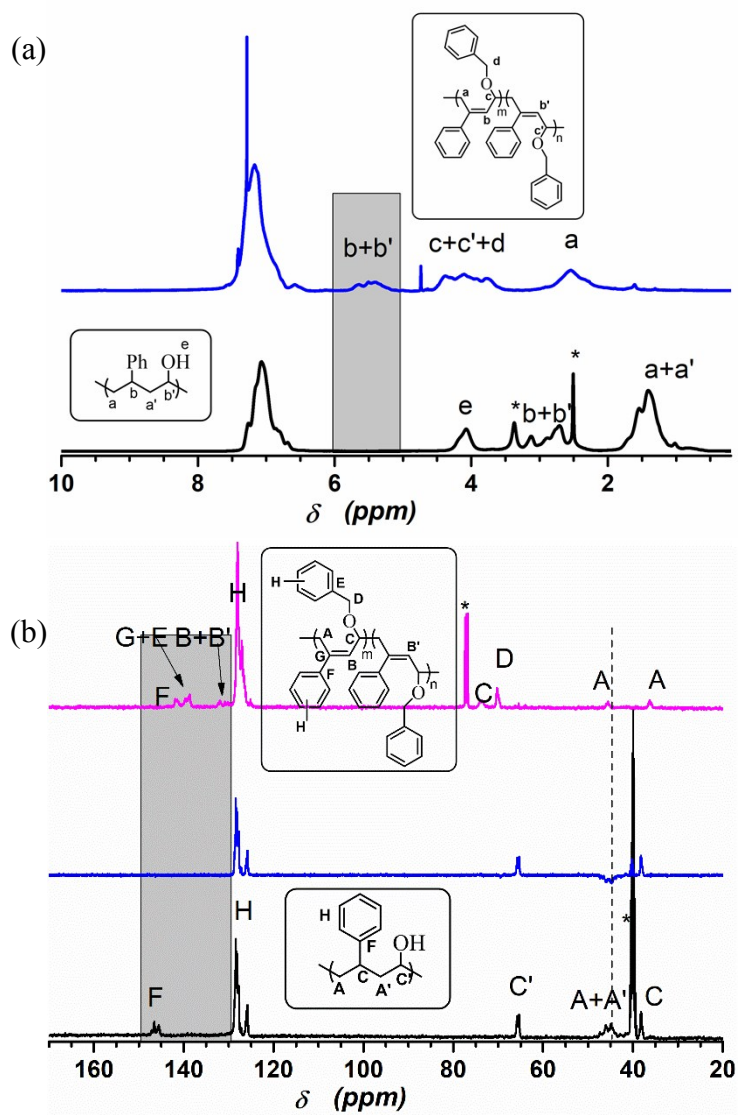 (a)
d
O
a
c
b'
b
m
c'
n
O
b+b'
c+c'+d
a
Ph
OH
e
b
b'
a
a'
e
*
b+b'
*
a+a'
10
8
6
4
2
δ (ppm)
(b)
H
E
D
O
A
C
B'
G
B
m
F
n
O
H
H
*
G+E B+B'
F
C
D
A
A
H
F
OH
A
C
A'
C'
F
H
C'
A+A'
*
C
160
140
120
100
80
60
40
20
δ (ppm)